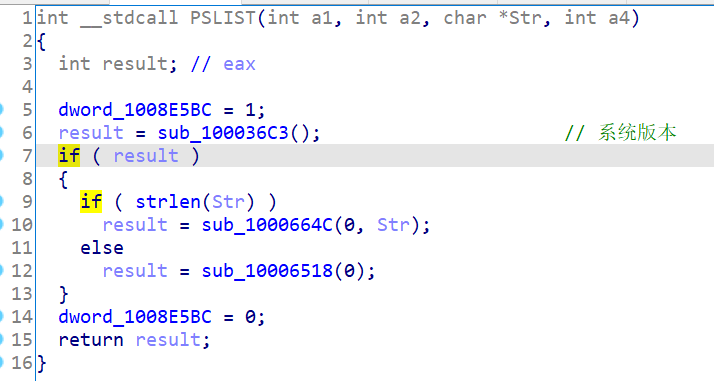 1 int __stdcall PSLIST(int a1, int a2, char *Str, int a4)
2 {
3   int result; // eax
4
5   dword_1008E5BC = 1;
6   result = sub_100036C3();                      // 系统版本
7   if ( result )
8   {
9     if ( strlen(Str) )
10       result = sub_1000664C(0, Str);
11     else
12       result = sub_10006518(0);
13   }
14   dword_1008E5BC = 0;
15   return result;
16 }